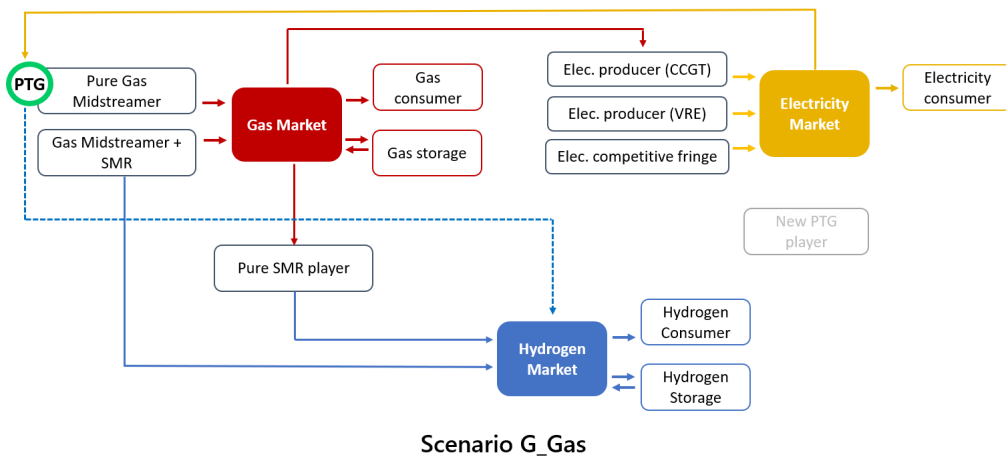 PTG
Pure Gas
Midstreamer
Gas Midstreamer +
SMR
Gas Market
Gas
consumer
Gas storage
Elec. producer (CCGT)
Elec. producer (VRE)
Elec. competitive fringe
Electricity
Market
Electricity
consumer
New PTG
player
Pure SMR player
Hydrogen
Market
Hydrogen
Consumer
Hydrogen
Storage
Scenario G_Gas